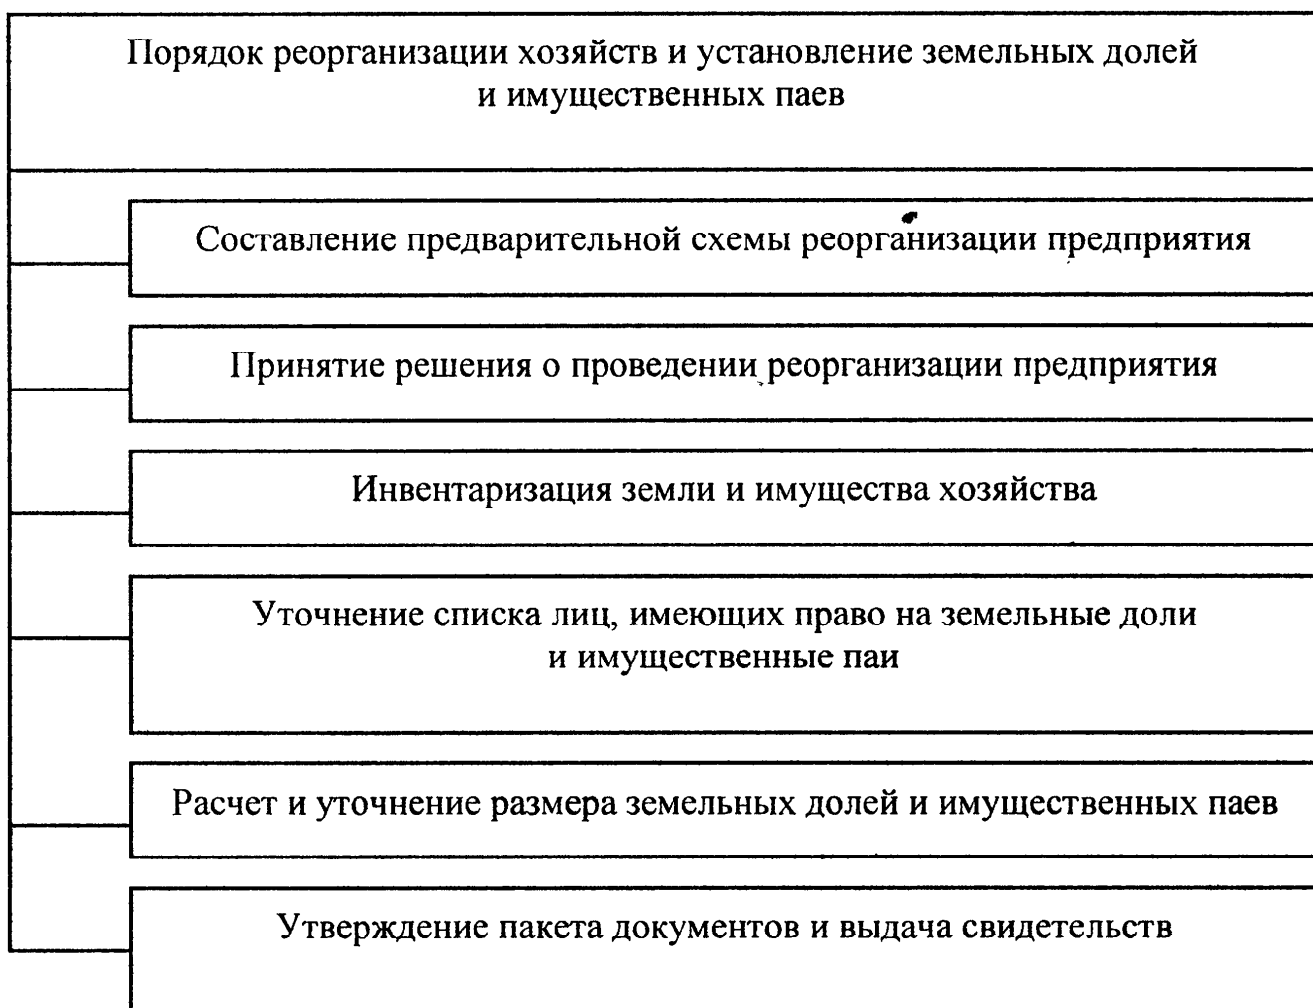 Порядок реорганизации хозяйств и установление земельных долей
и имущественных паев
Составление предварительной схемы реорганизации предприятия
Принятие решения о проведении реорганизации предприятия
Инвентаризация земли и имущества хозяйства
Уточнение списка лиц, имеющих право на земельные доли
и имущественные паи
Расчет и уточнение размера земельных долей и имущественных паев
Утверждение пакета документов и выдача свидетельств